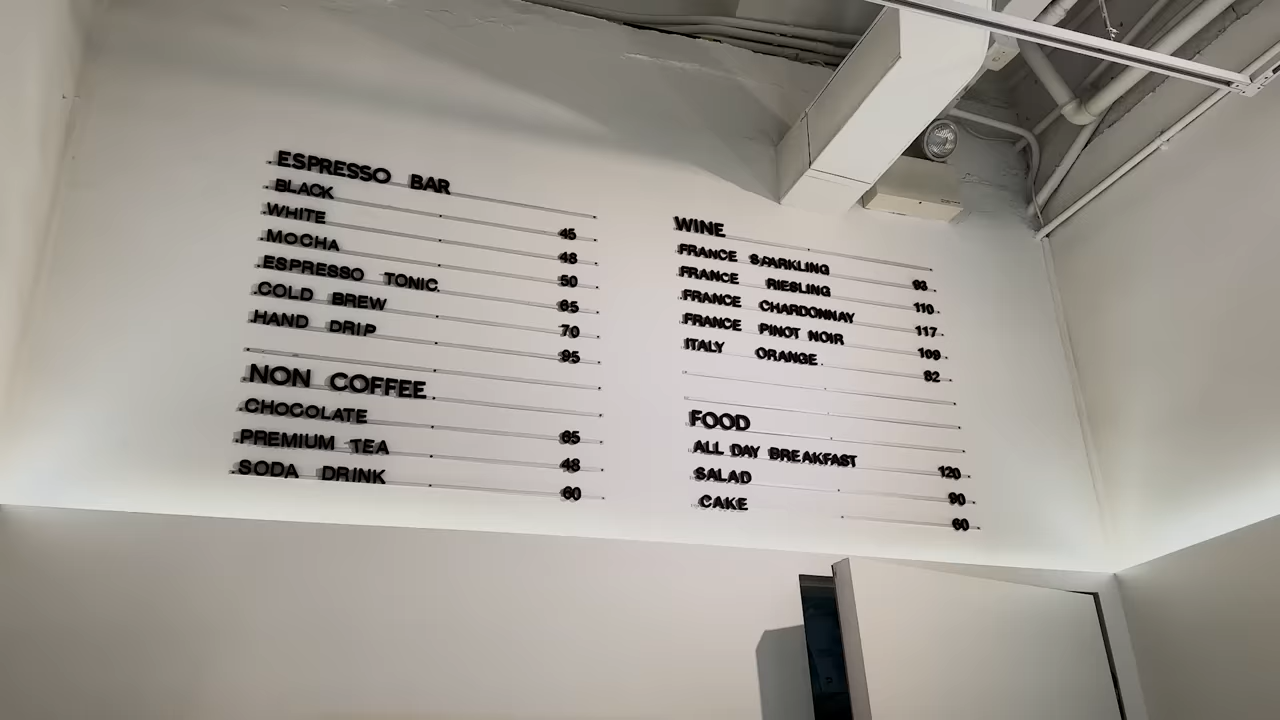 ESPRESSO BAR
BLACK 45
WHITE 48
MOCHA 50
ESPRESSO TONIC 65
COLD BREW 70
HAND DRIP 95
NON COFFEE
CHOCOLATE 65
PREMIUM TEA 48
SODA DRINK 60
WINE
FRANCE SPARKLING 93
FRANCE RIESLING 110
FRANCE CHARDONNAY 117
FRANCE PINOT NOIR 109
ITALY ORANGE 82
FOOD
ALL DAY BREAKFAST 120
SALAD 90
CAKE 60